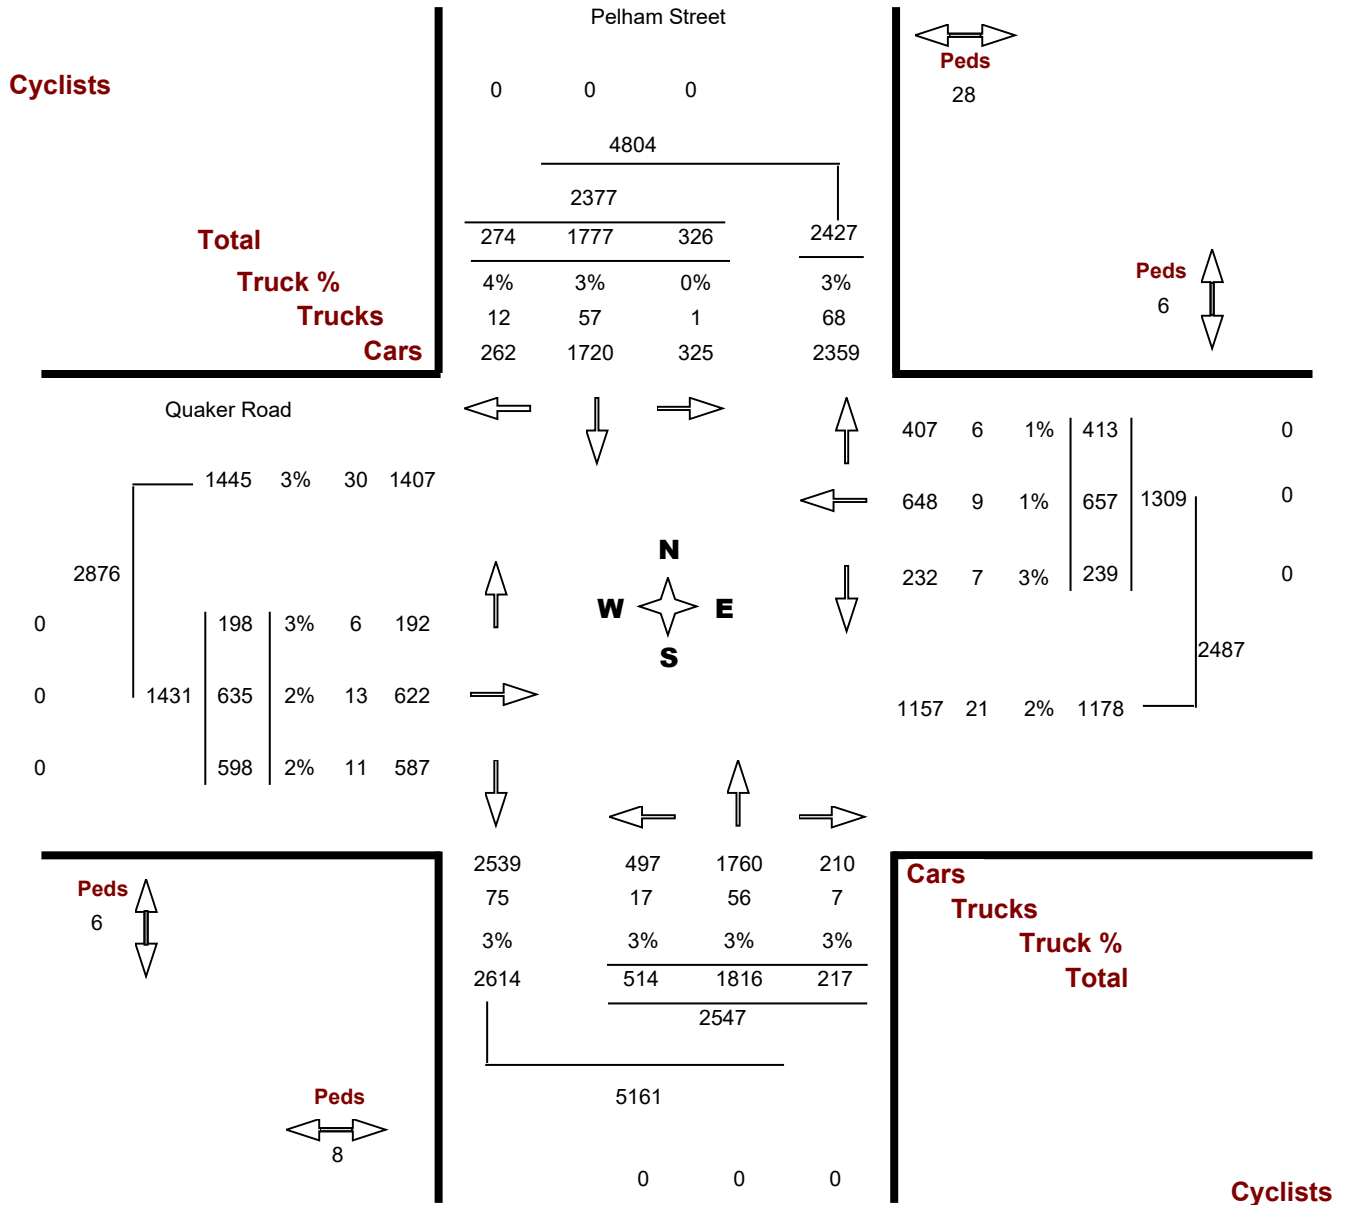 Pelham Street
Peds
28
Cyclists 0 0 0
4804
2377
Total 274 1777 326 2427
Truck % 4% 3% 0% 3%
Trucks 12 57 1 68
Cars 262 1720 325 2359
Peds
6
Quaker Road
407 6 1% 413 0
1445 3% 30 1407
648 9 1% 657 1309 0
N
2876
232 7 3% 239 0
W E
0 198 3% 6 192
S
2487
0 1431 635 2% 13 622
1157 21 2% 1178
0 598 2% 11 587
2539 497 1760 210 Cars
75 17 56 7 Trucks
3% 3% 3% 3% Truck %
2614 514 1816 217 Total
Peds
6
2547
5161
Peds
8
0 0 0
Cyclists